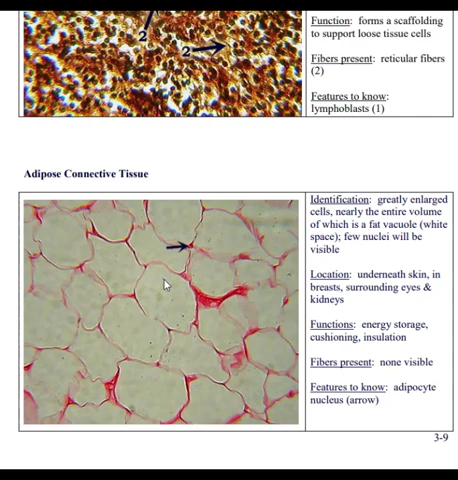 2
2
Function: forms a scaffolding
to support loose tissue cells
Fibers present: reticular fibers
(2)
Features to know:
lymphoblasts (1)
Adipose Connective Tissue
Identification: greatly enlarged
cells, nearly the entire volume
of which is a fat vacuole (white
space); few nuclei will be
visible
Location: underneath skin, in
breasts, surrounding eyes &
kidneys
Functions: energy storage,
cushioning, insulation
Fibers present: none visible
Features to know: adipocyte
nucleus (arrow)
3-9